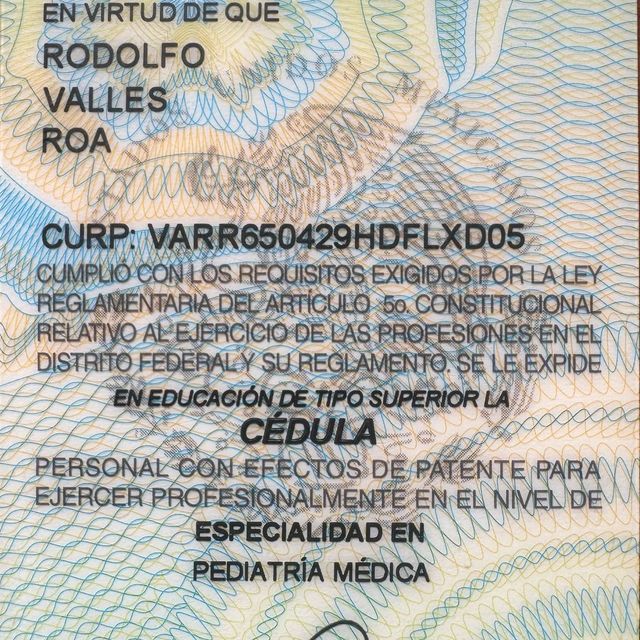 EN VIRTUD DE QUE
RODOLFO
VALLES
ROA
CURP: VARR650429HDFLXD05
CUMPLIÓ CON LOS REQUISITOS EXIGIDOS POR LA LEY
REGLAMENTARIA DEL ARTÍCULO 5o. CONSTITUCIONAL
RELATIVO AL EJERCICIO DE LAS PROFESIONES EN EL
DISTRITO FEDERAL Y SU REGLAMENTO. SE LE EXPIDE
EN EDUCACIÓN DE TIPO SUPERIOR LA
CÉDULA
PERSONAL CON EFECTOS DE PATENTE PARA
EJERCER PROFESIONALMENTE EN EL NIVEL DE
ESPECIALIDAD EN
PEDIATRÍA MÉDICA